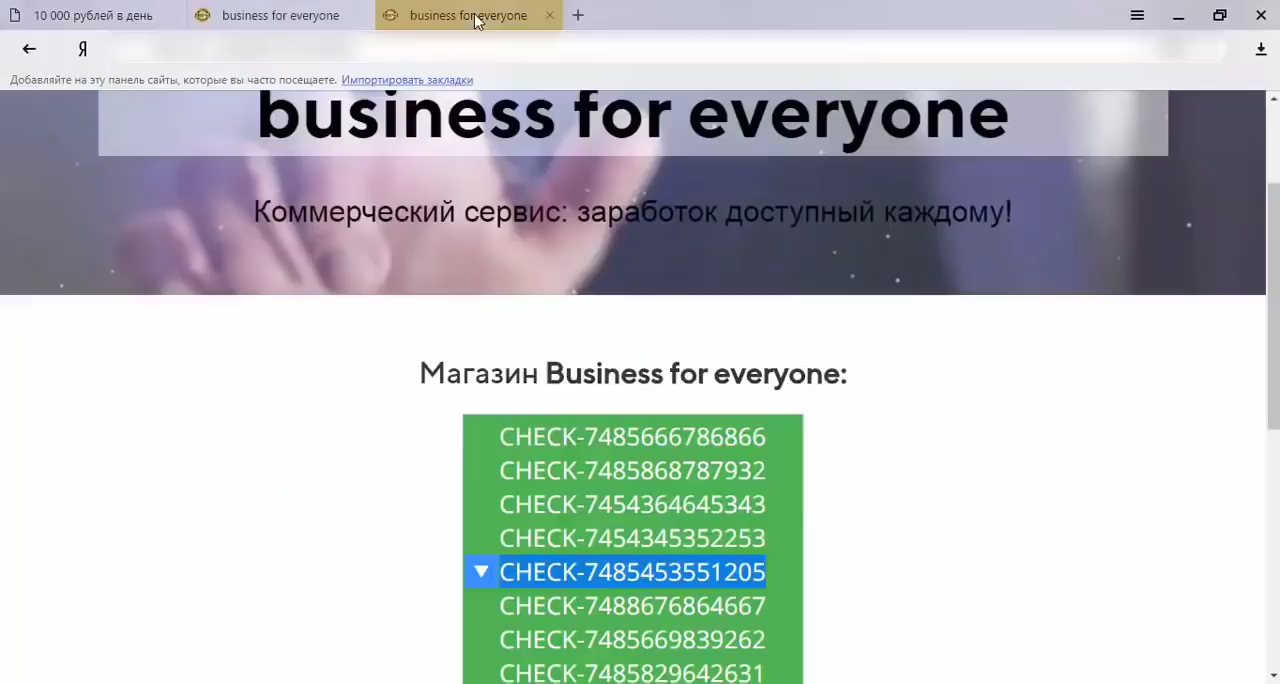 10 000 рублей в день
business for everyone
business for everyone
Я
Добавляйте на эту панель сайты, которые вы часто посещаете. Импортировать закладки
business for everyone
Коммерческий сервис: заработок доступный каждому!
Магазин Business for everyone:
CHECK-7485666786866
CHECK-7485868787932
CHECK-7454364645343
CHECK-7454345352253
CHECK-7485453551205
CHECK-7488676864667
CHECK-7485669839262
CHECK-7485829642631